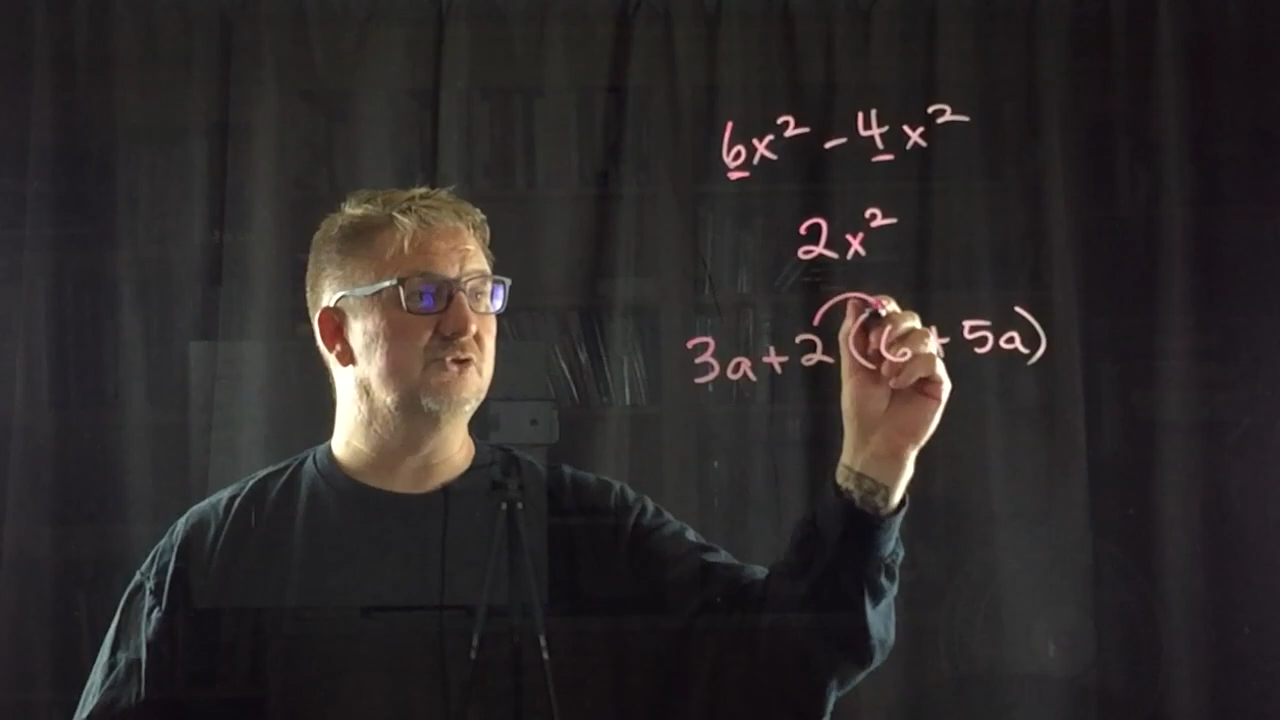 6x² - 4x²
2x²
3a + 2(6 + 5a)